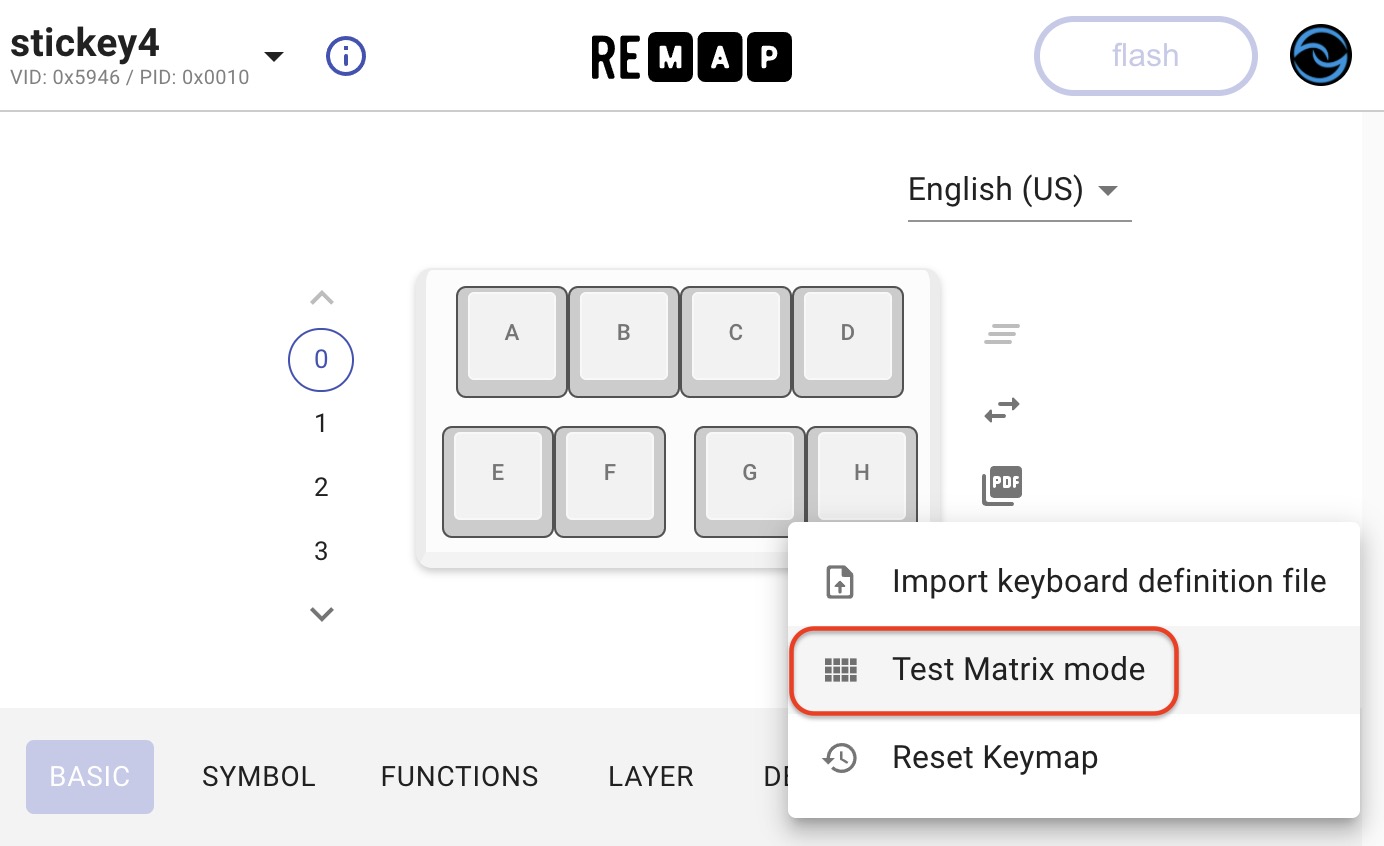 stickey4
VID: 0x5946 / PID: 0x0010
REMAP
flash
English (US)
0
1
2
3
A B C D
E F G H
PDF
Import keyboard definition file
Test Matrix mode
Reset Keymap
BASIC SYMBOL FUNCTIONS LAYER